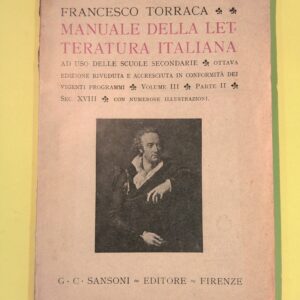 FRANCESCO TORRACA
MANUALE DELLA LET-
TERATURA ITALIANA
AD USO DELLE SCUOLE SECONDARIE ♣ OTTAVA
EDIZIONE RIVEDUTA E ACCRESCIUTA IN CONFORMITÀ DEI
VIGENTI PROGRAMMI ♣ VOLUME III ♣ PARTE II ♣
SEC. XVIII ♣ CON NUMEROSE ILLUSTRAZIONI.
G · C · SANSONI = EDITORE = FIRENZE